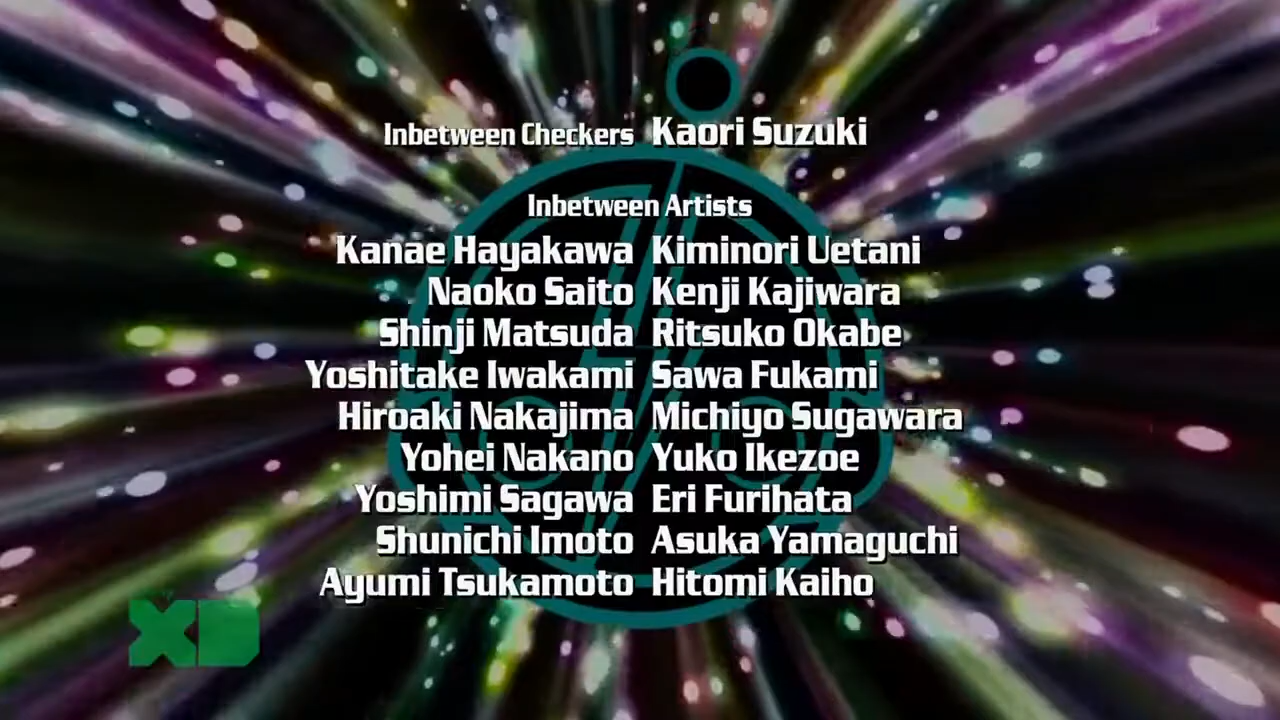 Inbetween Checkers Kaori Suzuki
Inbetween Artists
Kanae Hayakawa Kiminori Uetani
Naoko Saito Kenji Kajiwara
Shinji Matsuda Ritsuko Okabe
Yoshitake Iwakami Sawa Fukami
Hiroaki Nakajima Michiyo Sugawara
Yohei Nakano Yuko Ikezoe
Yoshimi Sagawa Eri Furihata
Shunichi Imoto Asuka Yamaguchi
Ayumi Tsukamoto Hitomi Kaiho
XD